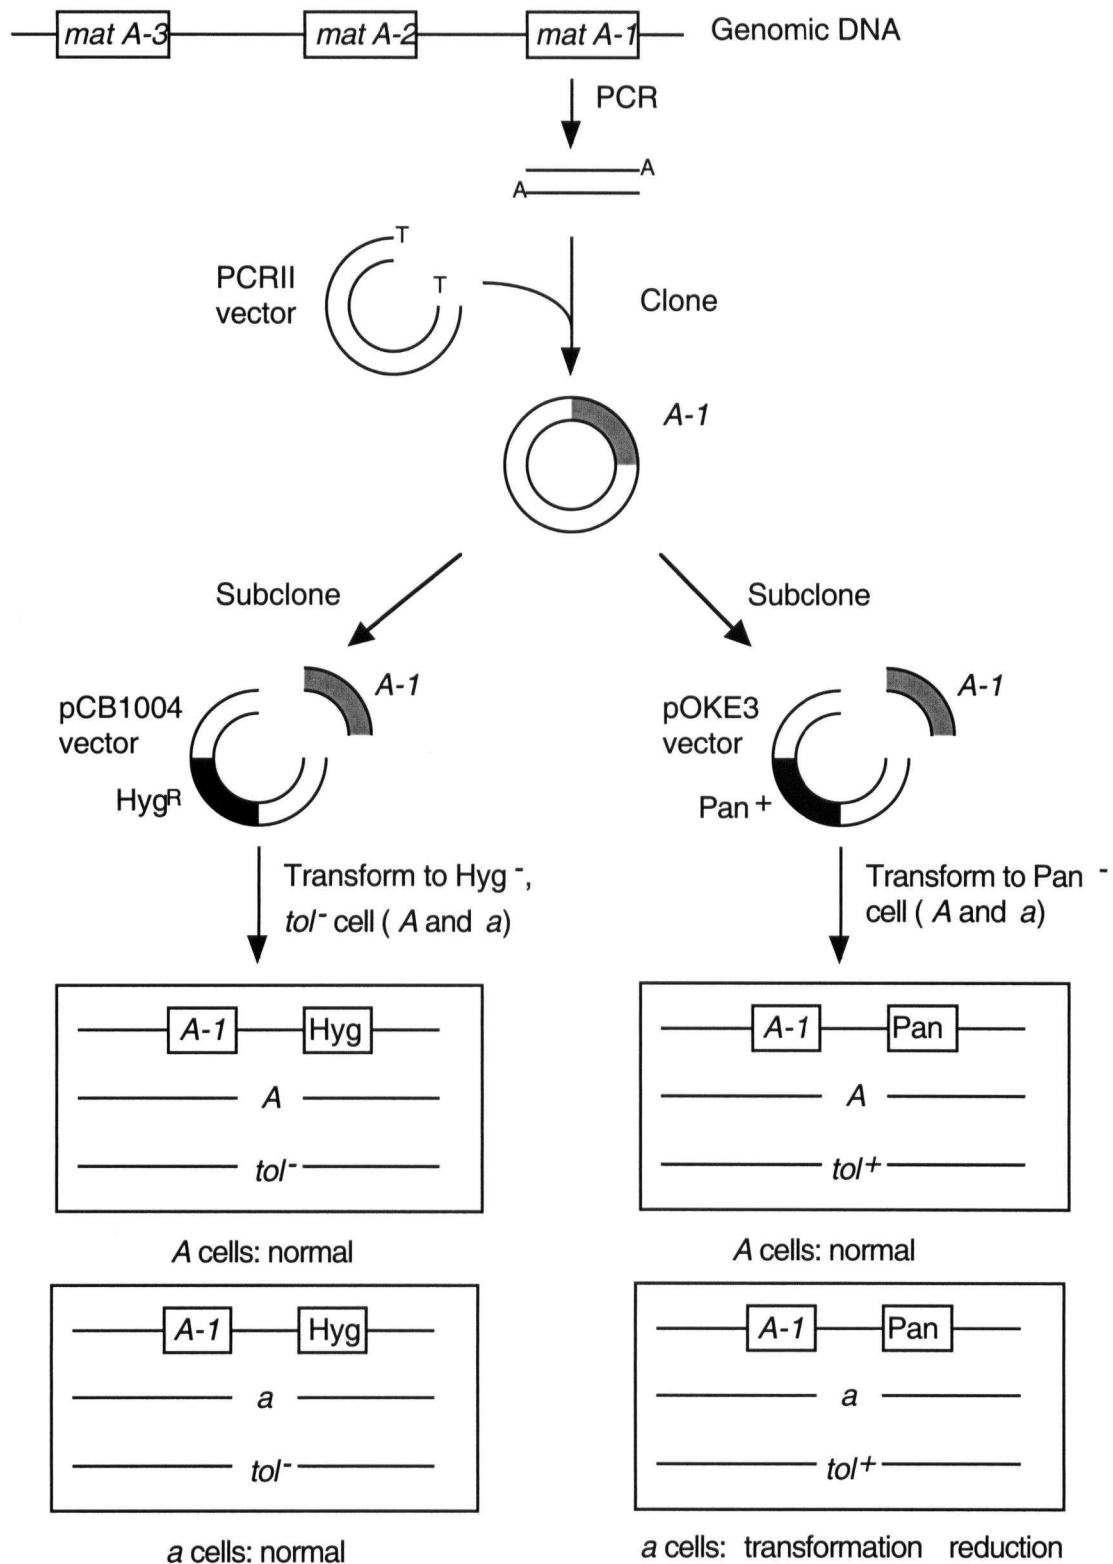 mat A-3 mat A-2 mat A-1 Genomic DNA
PCR
A
A
T
T
PCRII
vector
Clone
A-1
Subclone
Subclone
A-1
pCB1004
vector
HygR
A-1
pOKE3
vector
Pan +
Transform to Hyg -,
tol- cell ( A and a)
Transform to Pan -
cell ( A and a)
A-1 Hyg
A
tol-
A cells: normal
A-1 Pan
A
tol+
A cells: normal
A-1 Hyg
a
tol-
a cells: normal
A-1 Pan
a
tol+
a cells: transformation reduction